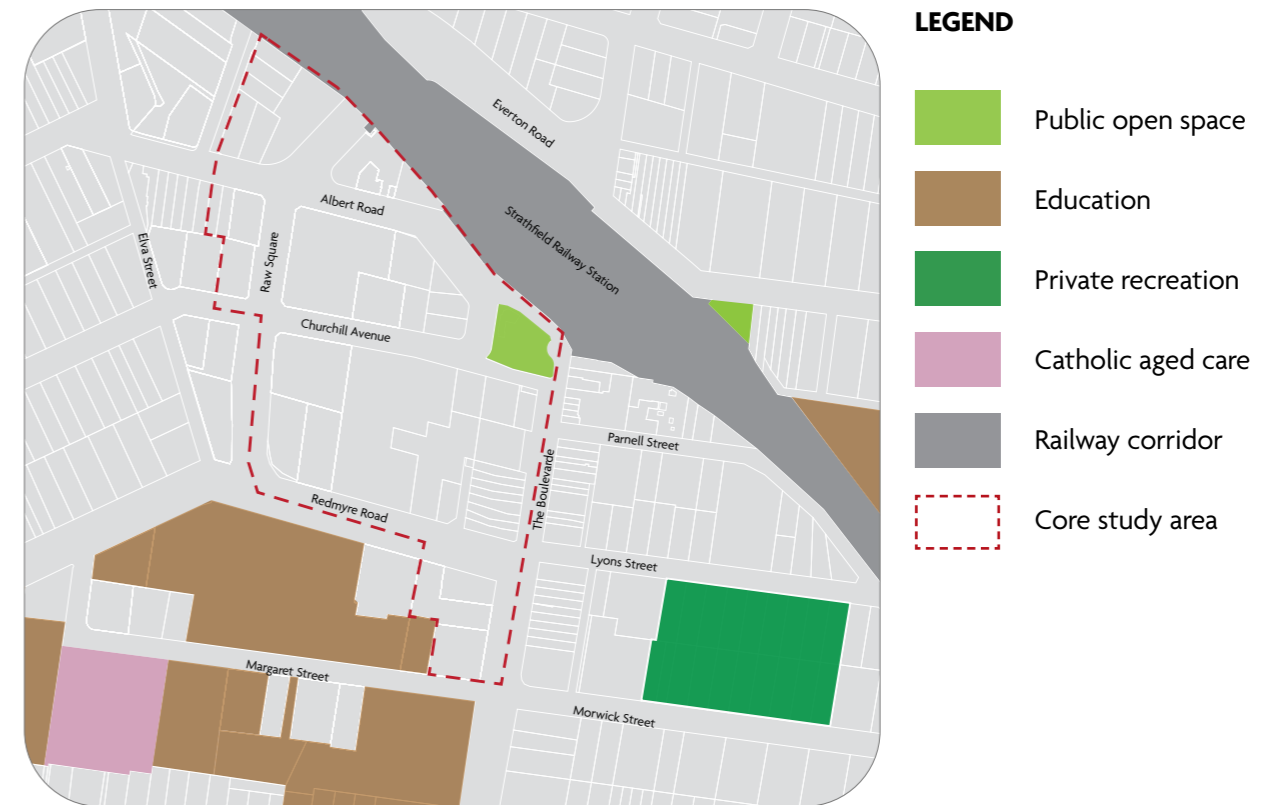 LEGEND
Public open space
Education
Private recreation
Catholic aged care
Railway corridor
Core study area
Everton Road
Strathfield Railway Station
Albert Road
Elva Street
Raw Square
Churchill Avenue
Parnell Street
The Boulevarde
Redmyre Road
Lyons Street
Margaret Street
Morwick Street